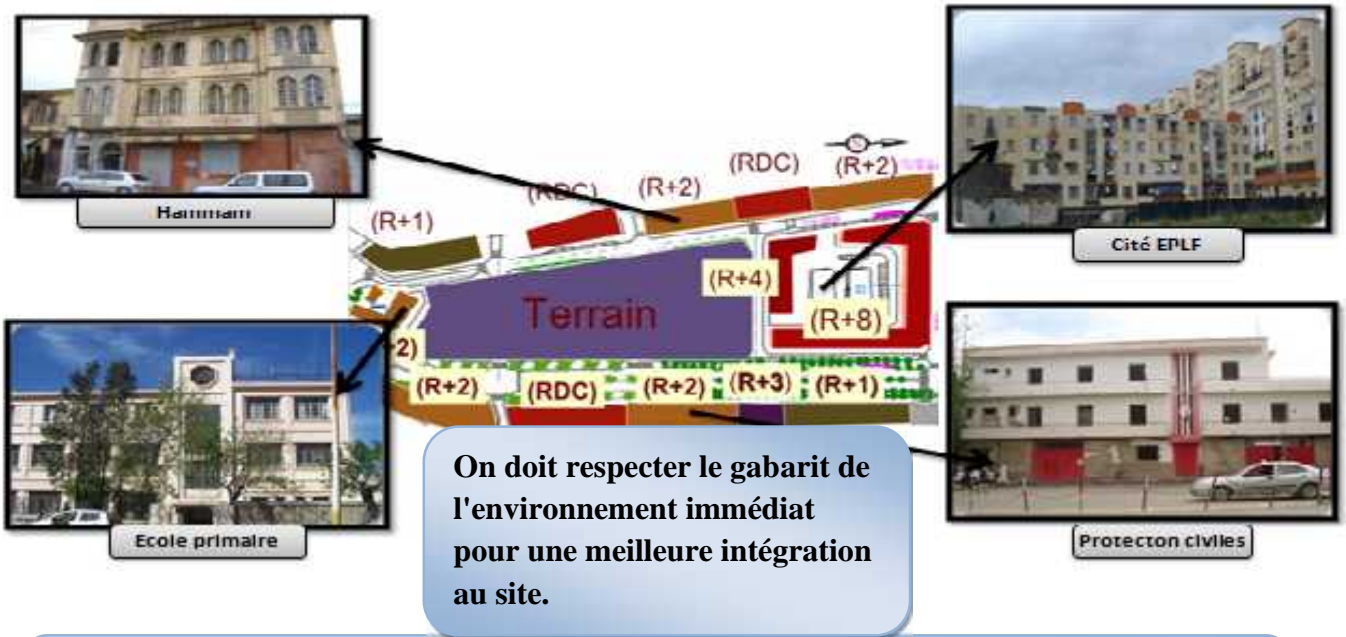 (RDC)
(R+2)
(R+2)
(RDC)
(R+1)
Hammam
Cité EPLF
(R+4)
Terrain
(R+8)
2)
(R+2)
(RDC)
(R+2)
(R+3)
(R+1)
On doit respecter le gabarit de
l'environnement immédiat
pour une meilleure intégration
au site.
Ecole primaire
Protecton civiles